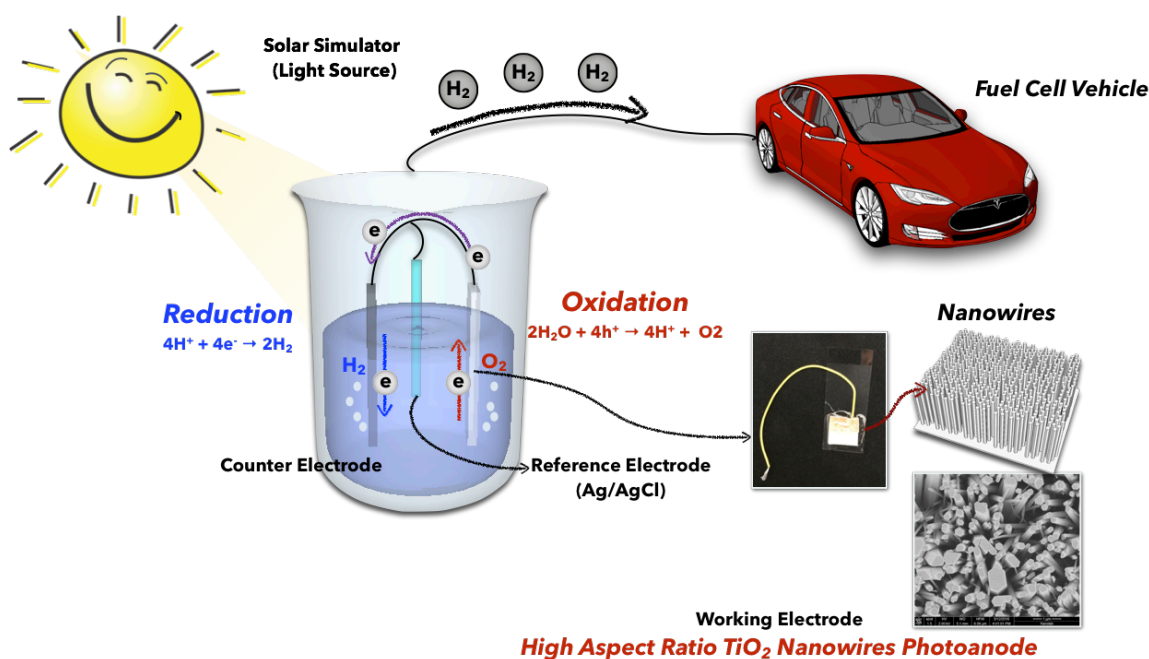 Solar Simulator
(Light Source)
H₂
H₂
H₂
Fuel Cell Vehicle
e
e
Reduction
4H⁺ + 4e⁻ → 2H₂
Oxidation
2H₂O + 4h⁺ → 4H⁺ + O2
Nanowires
H₂
O₂
e
e
Counter Electrode
Reference Electrode
(Ag/AgCl)
Working Electrode
High Aspect Ratio TiO₂ Nanowires Photoanode